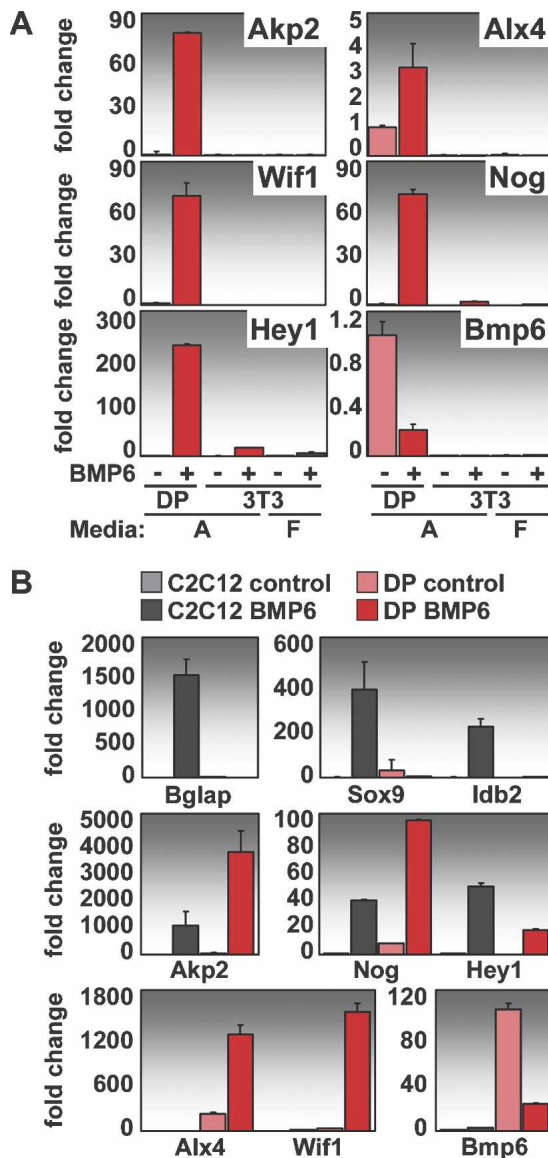 A
Akp2
Alx4
fold change
90
60
30
0
5
4
3
2
1
0
Wif1
Nog
fold change
90
60
30
0
90
60
30
0
Hey1
Bmp6
fold change
300
200
100
0
1.2
0.8
0.4
0
BMP6 - + - + - + - + - + - +
DP 3T3 DP 3T3
Media: A F A F
B
C2C12 control DP control
C2C12 BMP6 DP BMP6
fold change
2000
1500
1000
500
0
600
400
200
0
Bglap Sox9 Idb2
fold change
5000
4000
3000
2000
1000
0
100
80
60
40
20
0
Akp2 Nog Hey1
fold change
1800
1200
600
0
120
80
40
0
Alx4 Wif1 Bmp6